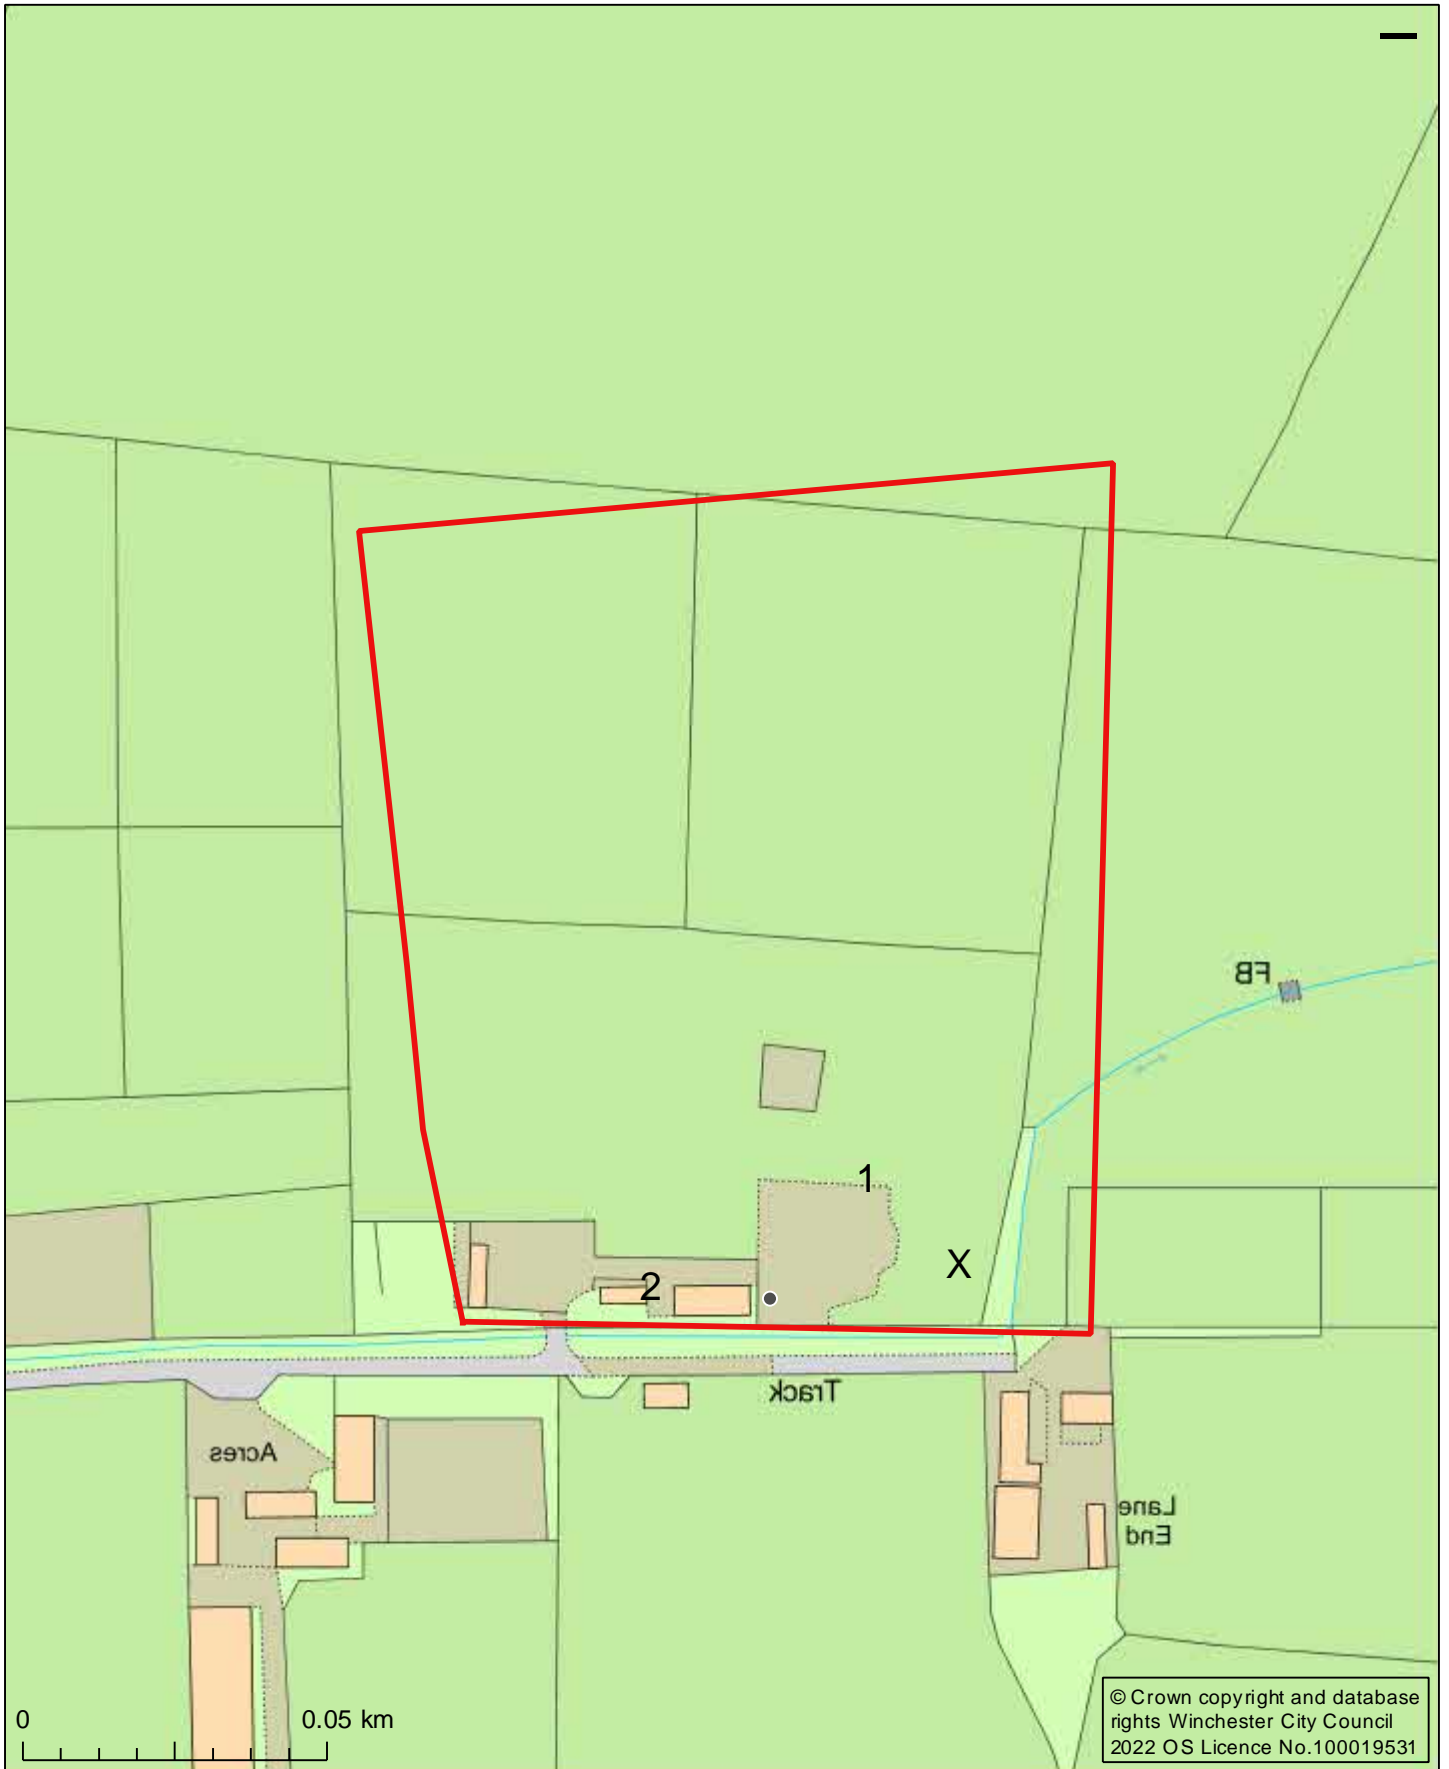 FB
1
X
2
Track
Acres
Lane
End
0
0.05 km
© Crown copyright and database
rights Winchester City Council
2022 OS Licence No.100019531